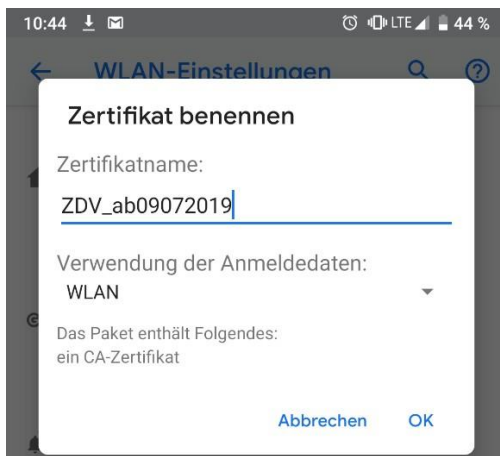 10:44 LTE 44 %
WLAN-Einstellungen
Zertifikat benennen
Zertifikatname:
ZDV_ab09072019
Verwendung der Anmeldedaten:
WLAN
Das Paket enthält Folgendes:
ein CA-Zertifikat
Abbrechen OK